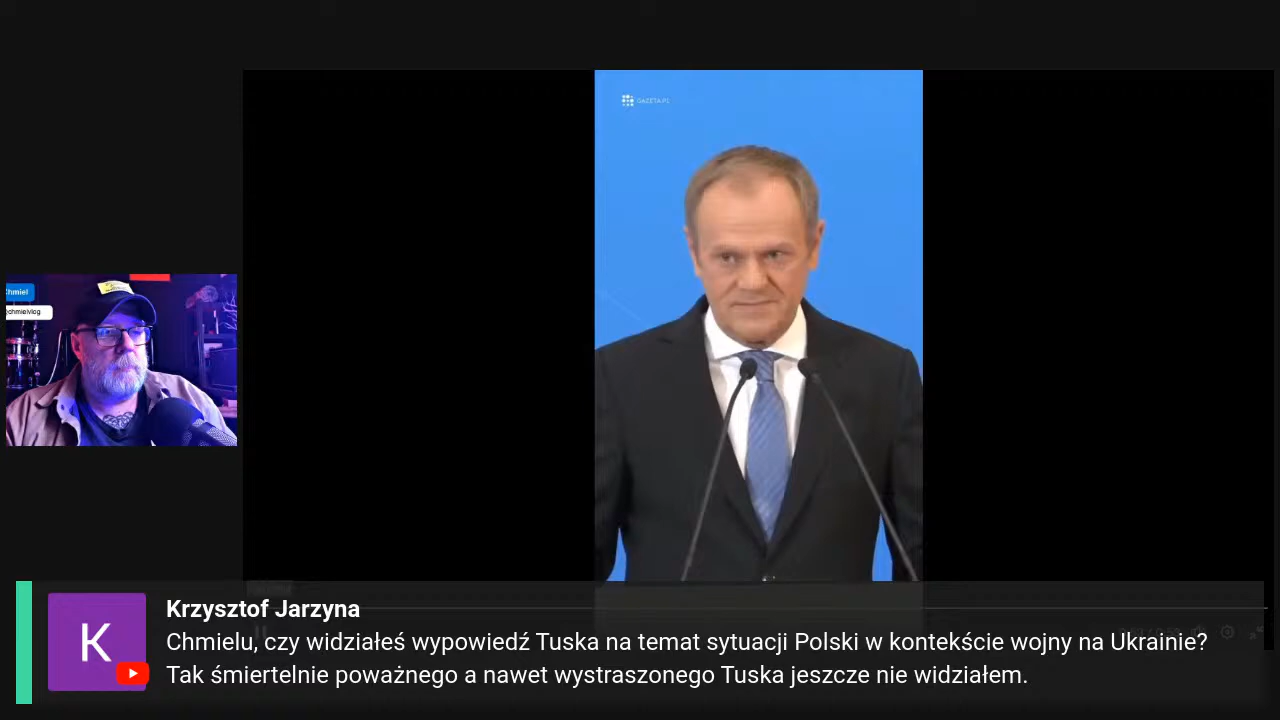 GAZETA.PL
Chmiel
@chmielvlog
Krzysztof Jarzyna
Chmielu, czy widziałeś wypowiedź Tuska na temat sytuacji Polski w kontekście wojny na Ukrainie?
Tak śmiertelnie poważnego a nawet wystraszonego Tuska jeszcze nie widziałem.